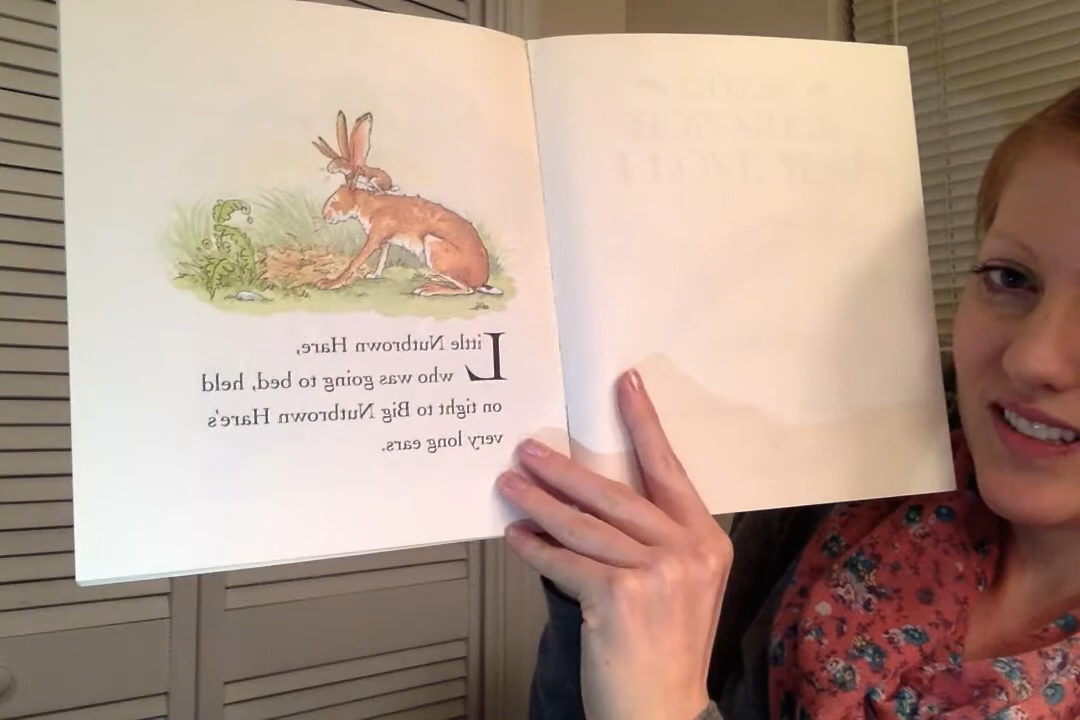 Little Nutbrown Hare,
who was going to bed, held
on tight to Big Nutbrown Hare's
very long ears.